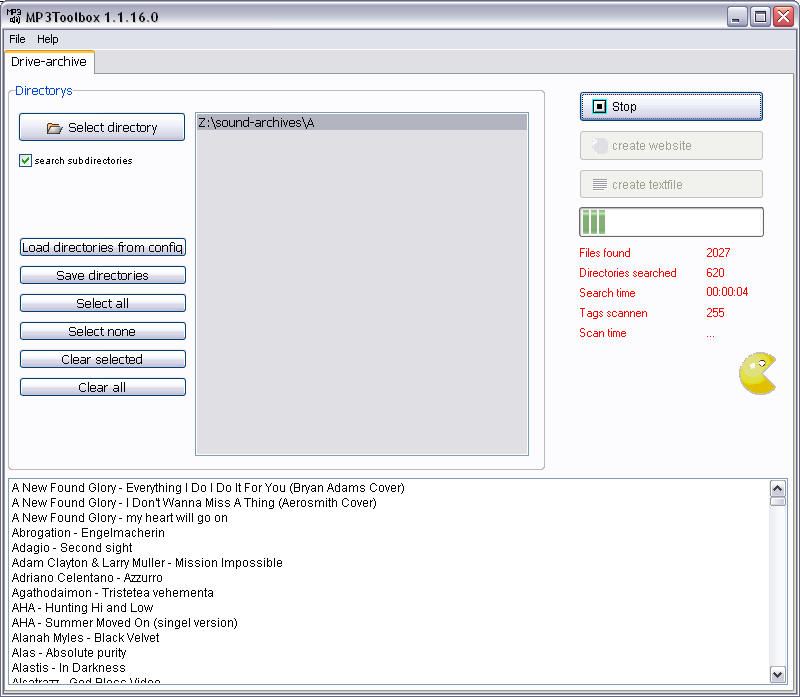 MP3 MP3Toolbox 1.1.16.0
File Help
Drive-archive
Directorys
Select directory
search subdirectories
Load directories from config
Save directories
Select all
Select none
Clear selected
Clear all
Z:\sound-archives\A
Stop
create website
create textfile
Files found 2027
Directories searched 620
Search time 00:00:04
Tags scannen 255
Scan time ...
A New Found Glory - Everything I Do I Do It For You (Bryan Adams Cover)
A New Found Glory - I Don't Wanna Miss A Thing (Aerosmith Cover)
A New Found Glory - my heart will go on
Abrogation - Engelmacherin
Adagio - Second sight
Adam Clayton & Larry Muller - Mission Impossible
Adriano Celentano - Azzurro
Agathodaimon - Tristetea vehementa
AHA - Hunting Hi and Low
AHA - Summer Moved On (singel version)
Alanah Myles - Black Velvet
Alas - Absolute purity
Alastis - In Darkness
Alcatrazz - God Bless Video